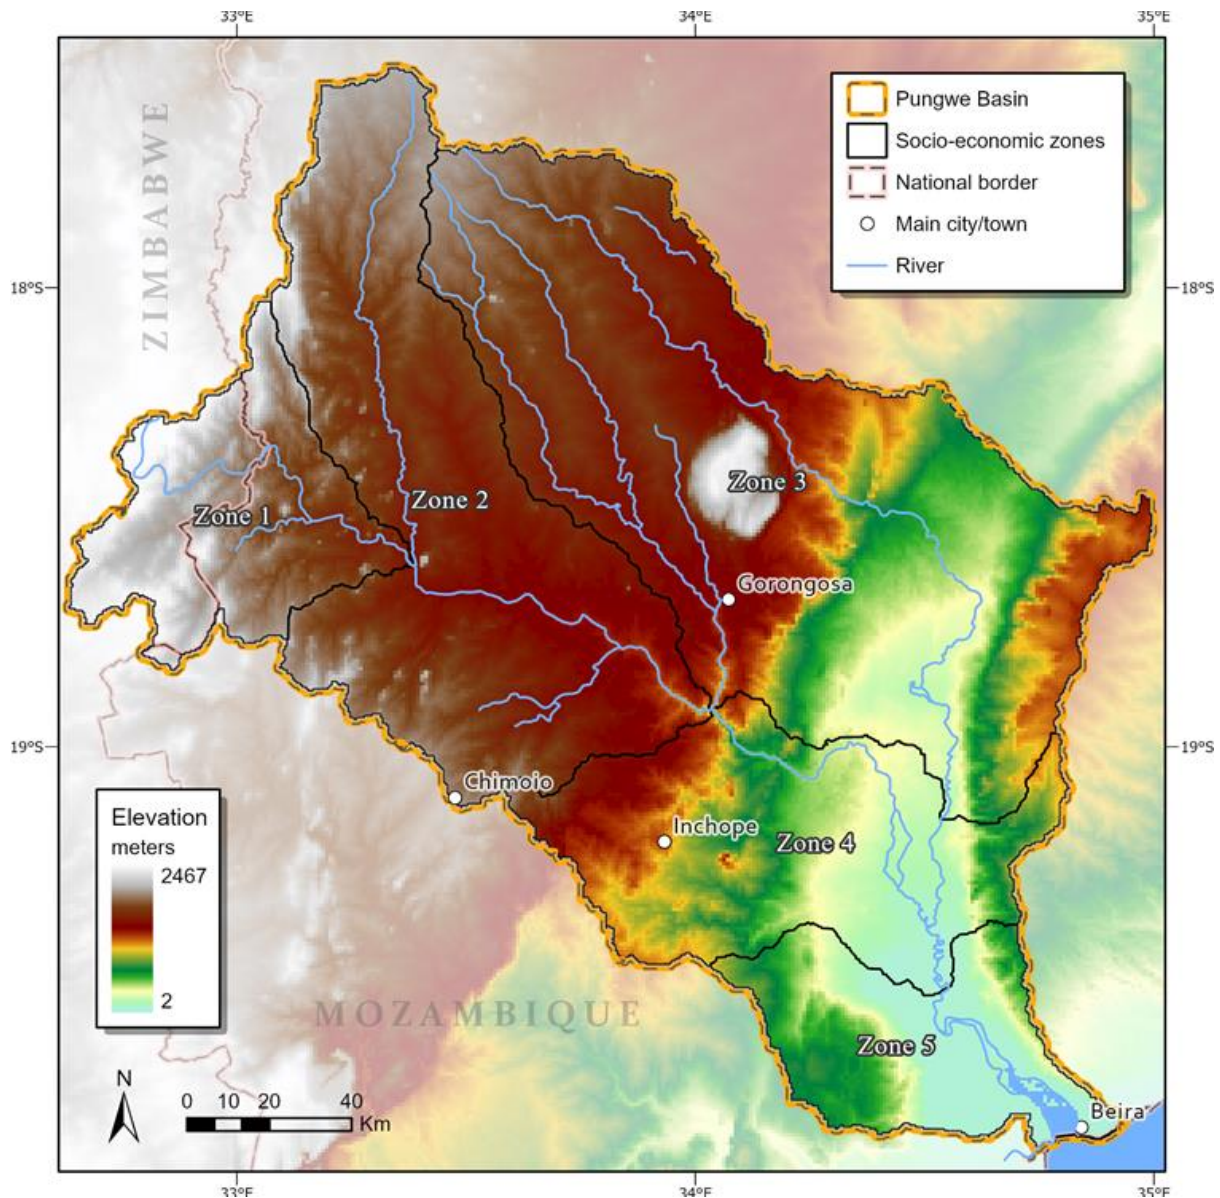 33°E
34°E
35°E
Pungwe Basin
Socio-economic zones
National border
Main city/town
River
ZIMBABWE
18°S
18°S
Zone 1
Zone 2
Zone 3
Gorongosa
19°S
19°S
Chimoio
Inchope
Zone 4
Elevation
meters
2467
2
MOZAMBIQUE
Zone 5
N
0 10 20 40
Km
Beira
33°E
34°E
35°E